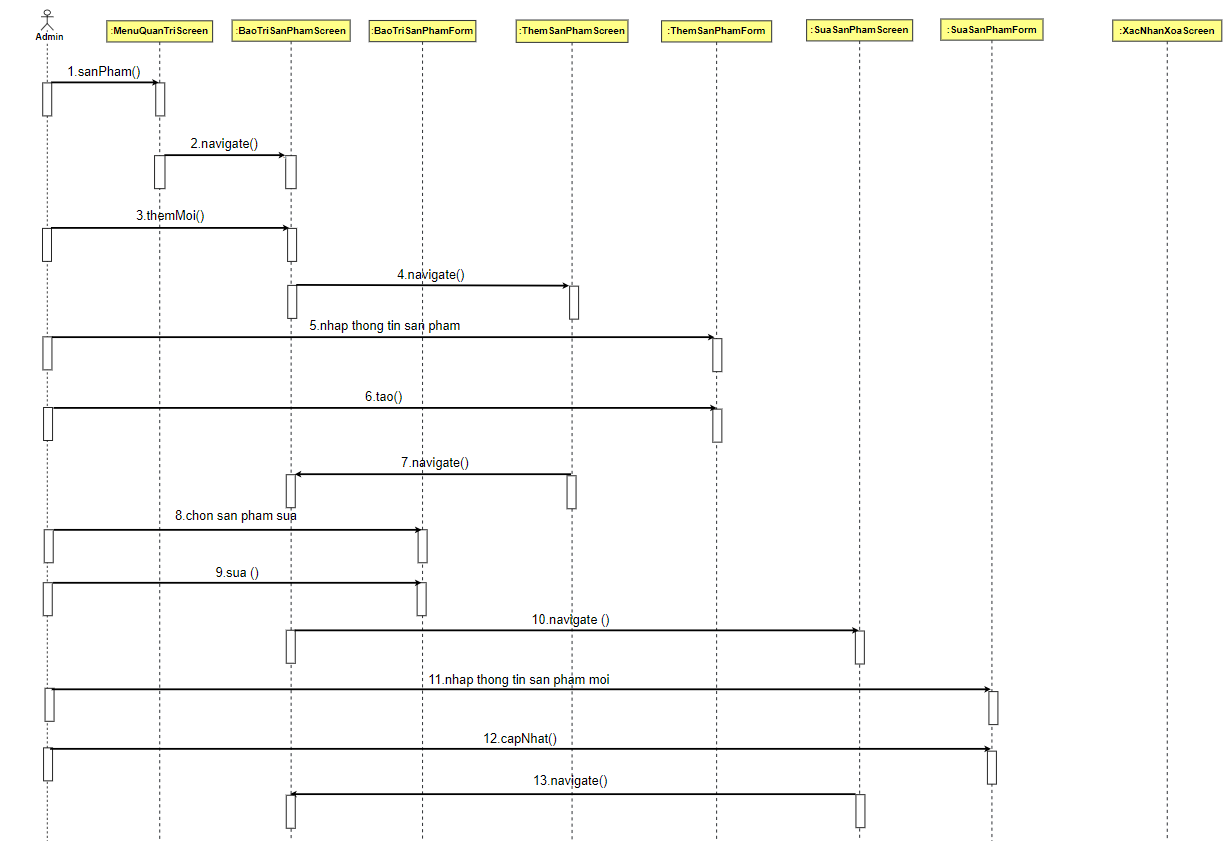 Admin
:MenuQuanTriScreen
:BaoTriSanPhamScreen
:BaoTriSanPhamForm
:ThemSanPhamScreen
:ThemSanPhamForm
:SuaSanPhamScreen
:SuaSanPhamForm
:XacNhanXoaScreen
1.sanPham()
2.navigate()
3.themMoi()
4.navigate()
5.nhap thong tin san pham
6.tao()
7.navigate()
8.chon san pham sua
9.sua ()
10.navigate ()
11.nhap thong tin san pham moi
12.capNhat()
13.navigate()